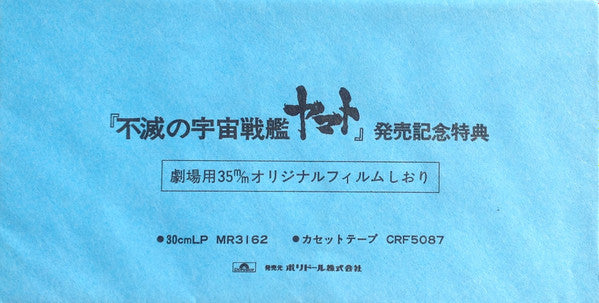 『不滅の宇宙戦艦ヤマト』発売記念特典
劇場用35m/mオリジナルフィルムしおり
●30cmLP MR3162 ●カセットテープ CRF5087
発売元 ポリドール株式会社